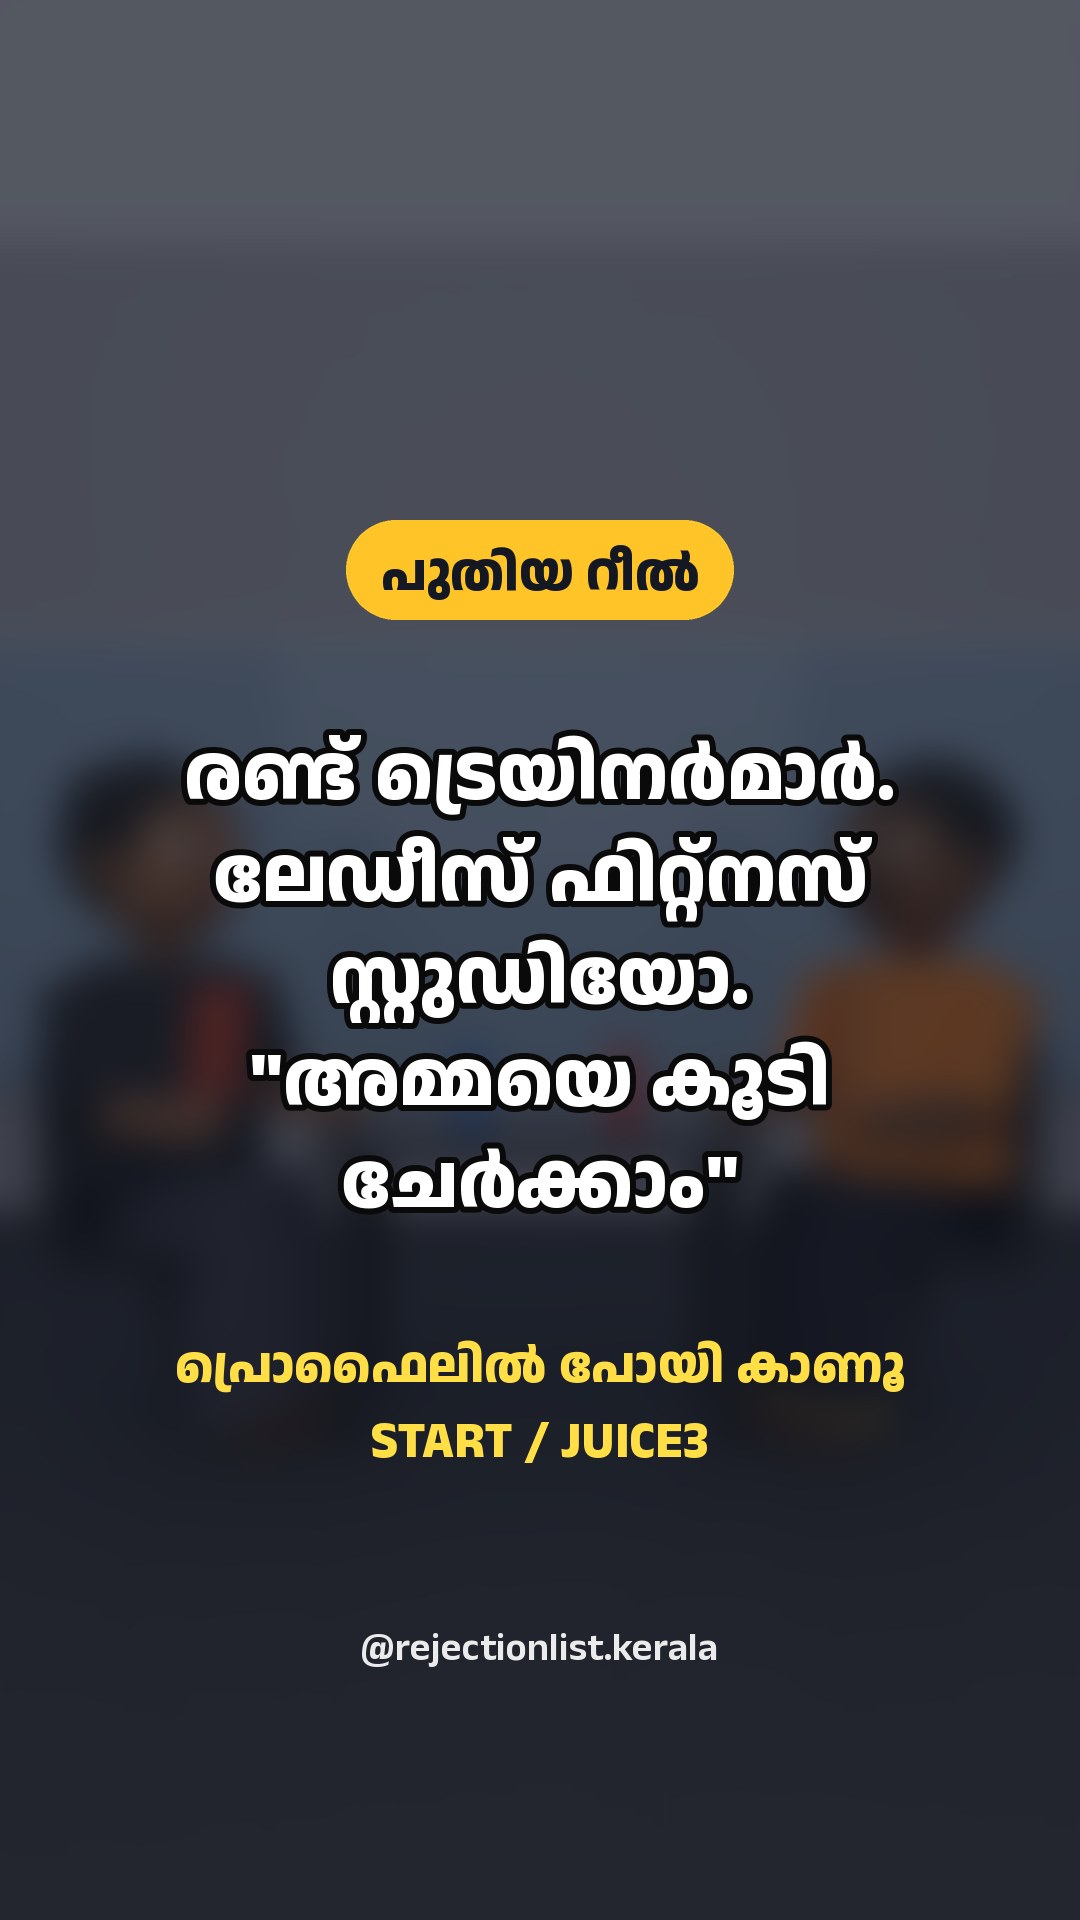 പുതിയ റീൽ
രണ്ട് ട്രെയിനർമാർ.
ലേഡീസ് ഫിറ്റ്നസ്
സ്റ്റുഡിയോ.
"അമ്മയെ കൂടി
ചേർക്കാം"
പ്രൊഫൈലിൽ പോയി കാണൂ
START / JUICE3
@rejectionlist.kerala